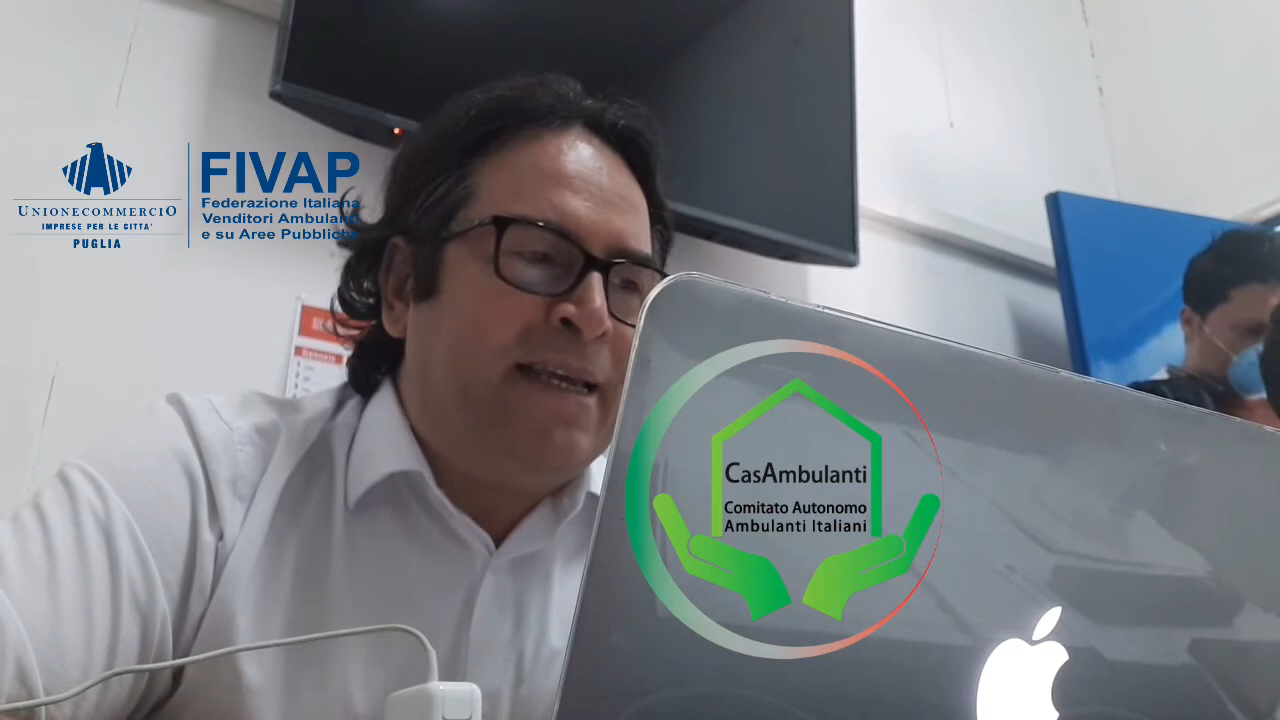 UNIONECOMMERCIO
IMPRESE PER LE CITTA'
PUGLIA
FIVAP
Federazione Italiana
Venditori Ambulanti
e su Aree Pubbliche
Gennaio
CasAmbulanti
Comitato Autonomo
Ambulanti Italiani